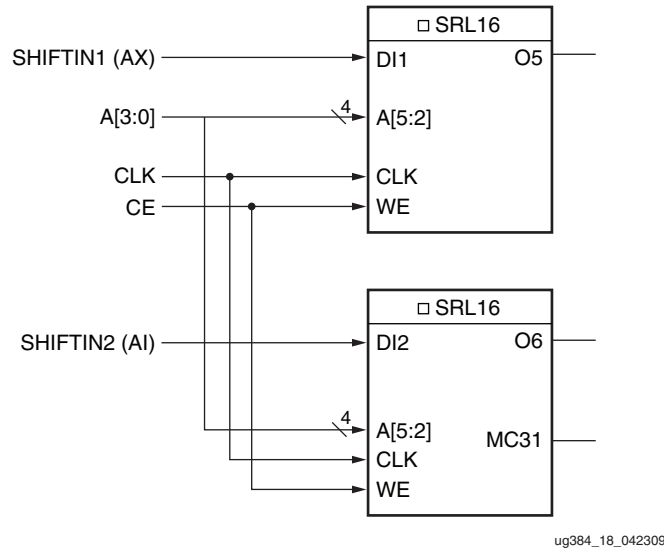 □ SRL16
SHIFTIN1 (AX)
DI1
O5
A[3:0]
4
A[5:2]
CLK
CLK
CE
WE
□ SRL16
SHIFTIN2 (AI)
DI2
O6
4
A[5:2]
MC31
CLK
WE
ug384_18_042309